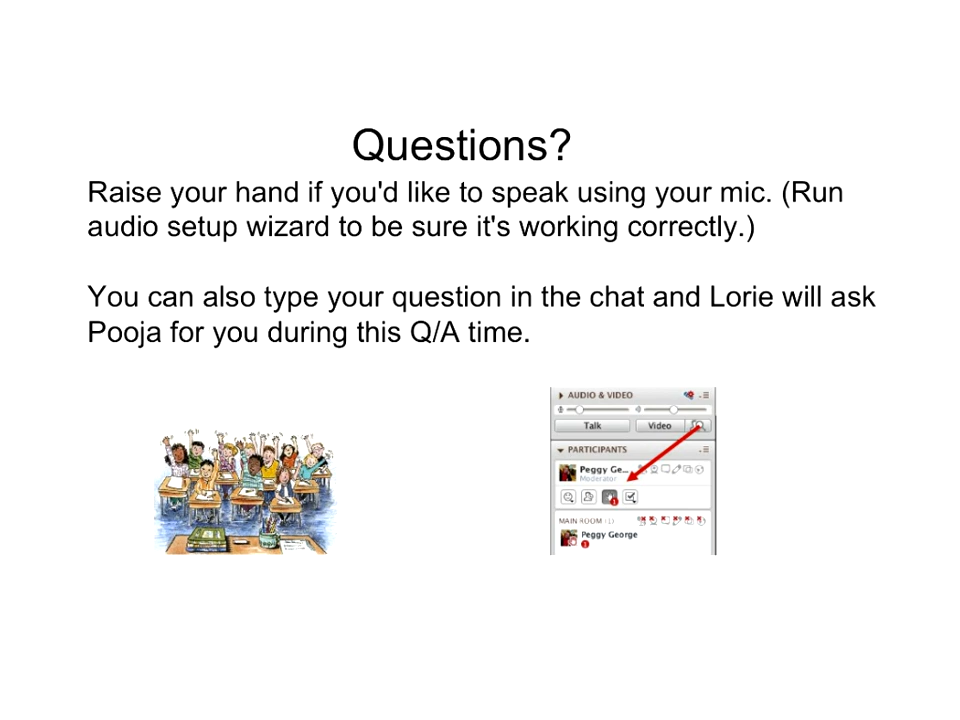 Questions?
Raise your hand if you'd like to speak using your mic. (Run
audio setup wizard to be sure it's working correctly.)
You can also type your question in the chat and Lorie will ask
Pooja for you during this Q/A time.
AUDIO & VIDEO
Talk Video
PARTICIPANTS
Peggy Ge...
Moderator
1
MAIN ROOM (1)
Peggy George
1